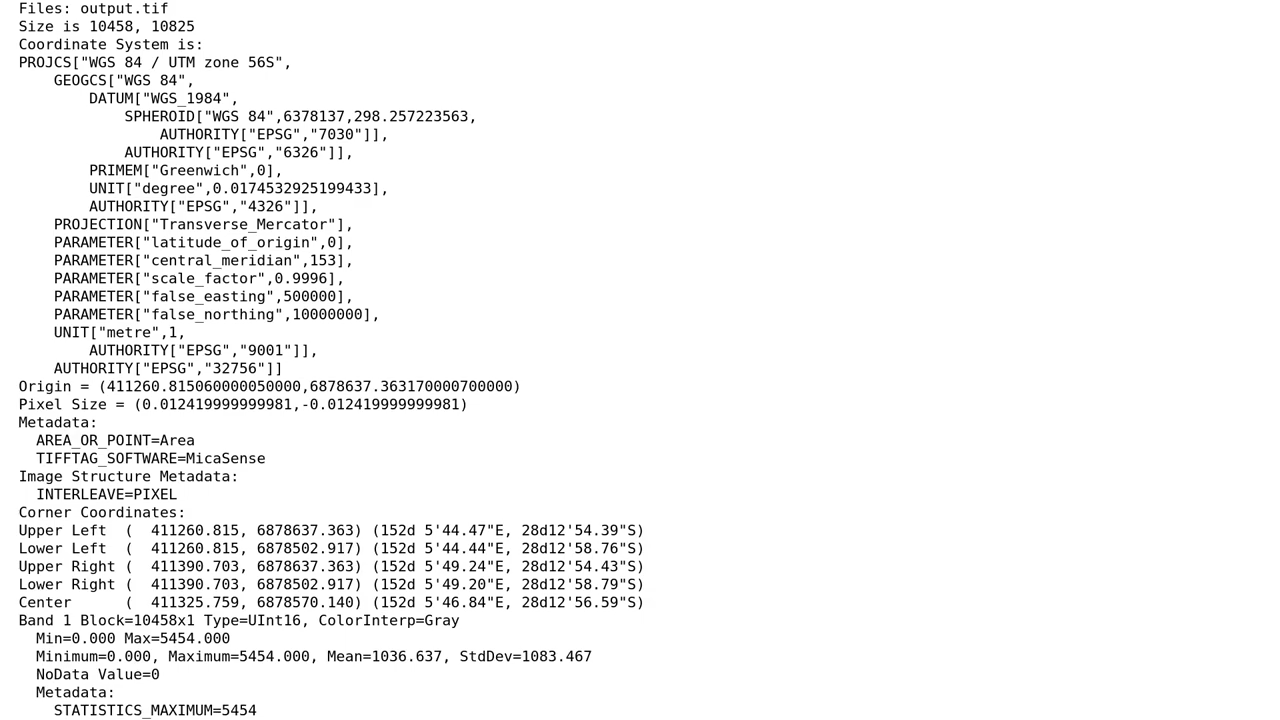 Files: output.tif
Size is 10458, 10825
Coordinate System is:
PROJCS["WGS 84 / UTM zone 56S",
    GEOGCS["WGS 84",
        DATUM["WGS_1984",
            SPHEROID["WGS 84",6378137,298.257223563,
                AUTHORITY["EPSG","7030"]],
            AUTHORITY["EPSG","6326"]],
        PRIMEM["Greenwich",0],
        UNIT["degree",0.0174532925199433],
        AUTHORITY["EPSG","4326"]],
    PROJECTION["Transverse_Mercator"],
    PARAMETER["latitude_of_origin",0],
    PARAMETER["central_meridian",153],
    PARAMETER["scale_factor",0.9996],
    PARAMETER["false_easting",500000],
    PARAMETER["false_northing",10000000],
    UNIT["metre",1,
        AUTHORITY["EPSG","9001"]],
    AUTHORITY["EPSG","32756"]]
Origin = (411260.815060000050000,6878637.363170000700000)
Pixel Size = (0.012419999999981,-0.012419999999981)
Metadata:
  AREA_OR_POINT=Area
  TIFFTAG_SOFTWARE=MicaSense
Image Structure Metadata:
  INTERLEAVE=PIXEL
Corner Coordinates:
Upper Left  (  411260.815, 6878637.363) (152d 5'44.47"E, 28d12'54.39"S)
Lower Left  (  411260.815, 6878502.917) (152d 5'44.44"E, 28d12'58.76"S)
Upper Right (  411390.703, 6878637.363) (152d 5'49.24"E, 28d12'54.43"S)
Lower Right (  411390.703, 6878502.917) (152d 5'49.20"E, 28d12'58.79"S)
Center      (  411325.759, 6878570.140) (152d 5'46.84"E, 28d12'56.59"S)
Band 1 Block=10458x1 Type=UInt16, ColorInterp=Gray
  Min=0.000 Max=5454.000
  Minimum=0.000, Maximum=5454.000, Mean=1036.637, StdDev=1083.467
  NoData Value=0
  Metadata:
    STATISTICS_MAXIMUM=5454